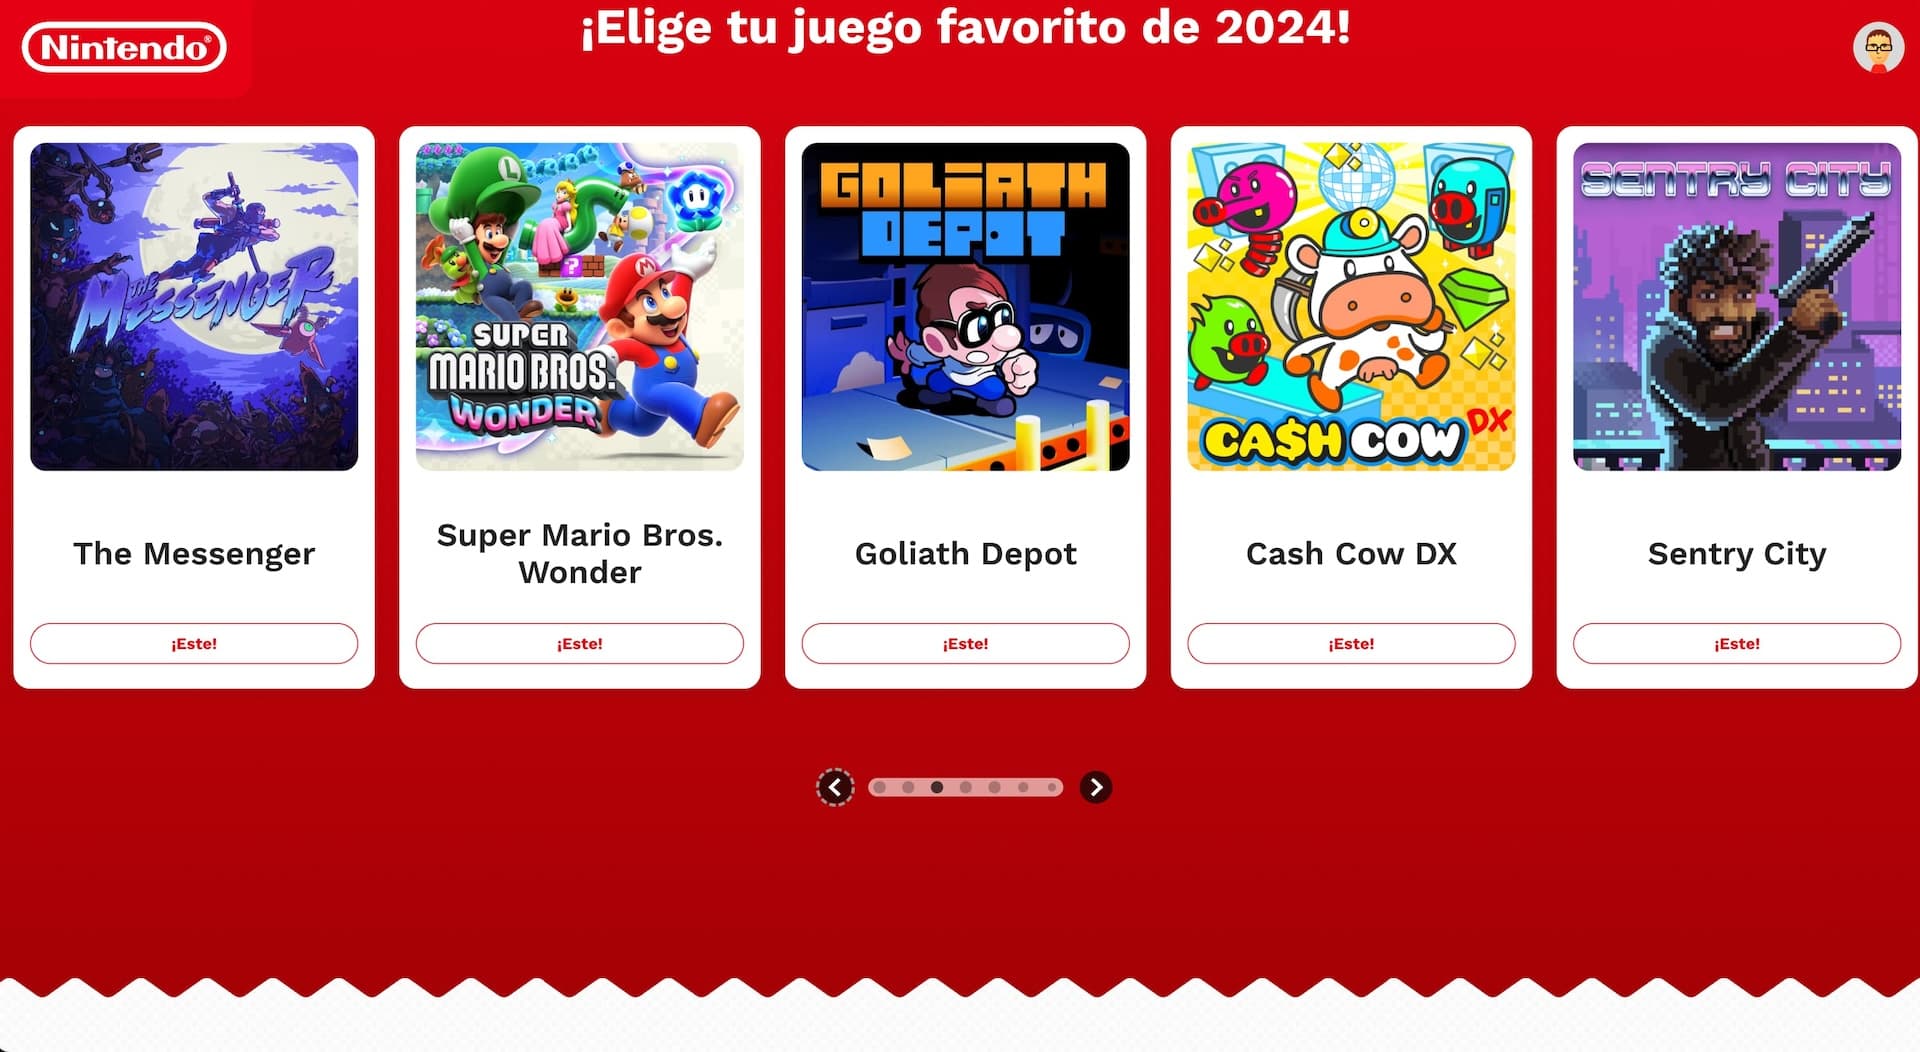 Nintendo®
¡Elige tu juego favorito de 2024!
THE
MESSENGER
The Messenger
¡Este!
L
M
?
SUPER
MARIO BROS.
WONDER
Super Mario Bros.
Wonder
¡Este!
GOLIATH
DEPOT
Goliath Depot
¡Este!
CA$H COW DX
Cash Cow DX
¡Este!
SENTRY CITY
Sentry City
¡Este!